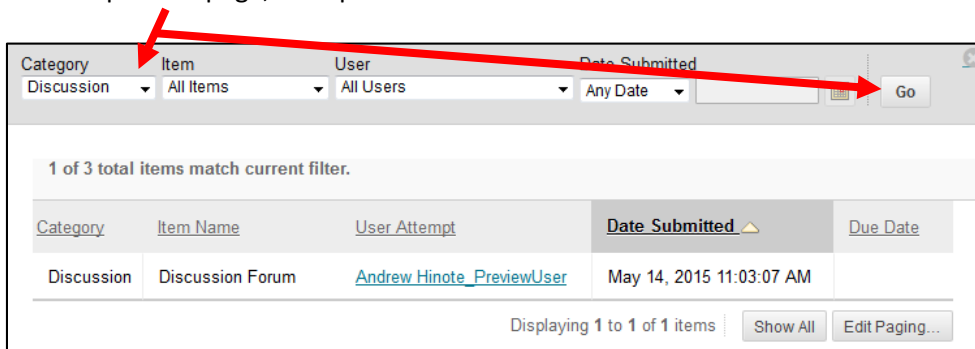 Category Item User Date Submitted
Discussion All Items All Users Any Date Go
1 of 3 total items match current filter.
Category Item Name User Attempt Date Submitted Due Date
Discussion Discussion Forum Andrew Hinote_PreviewUser May 14, 2015 11:03:07 AM
Displaying 1 to 1 of 1 items Show All Edit Paging...